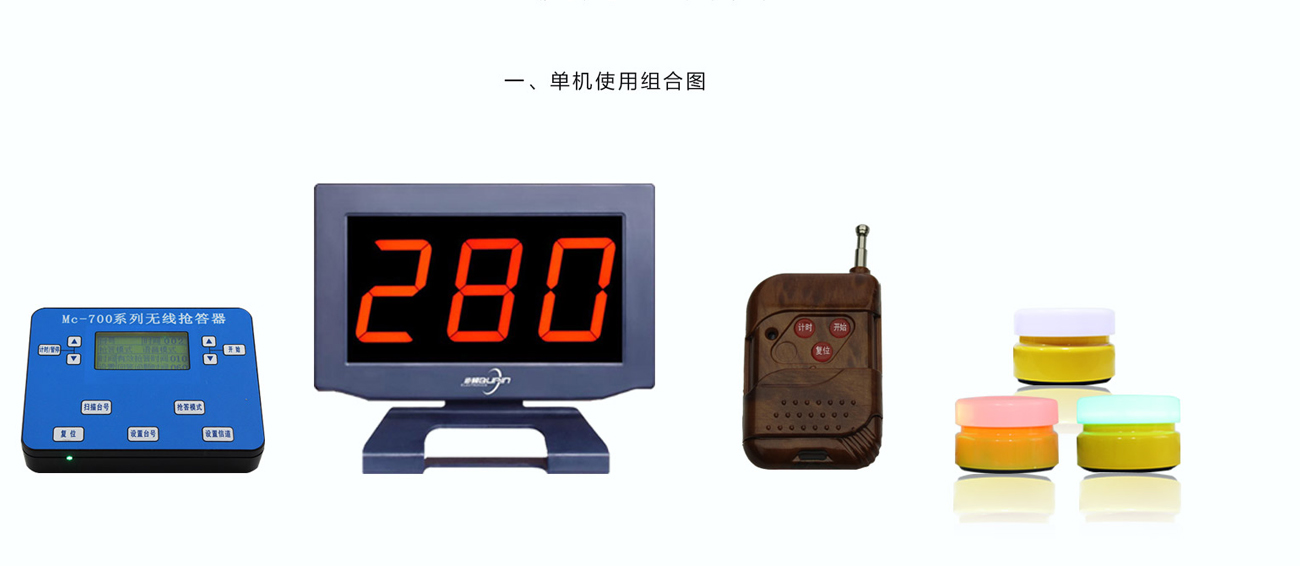 一、单机使用组合图
Mc-700系列无线抢答器
计时/暂停
开始
扫描台号
抢答模式
复位
设置台号
设置信道
280
计时
开始
复位